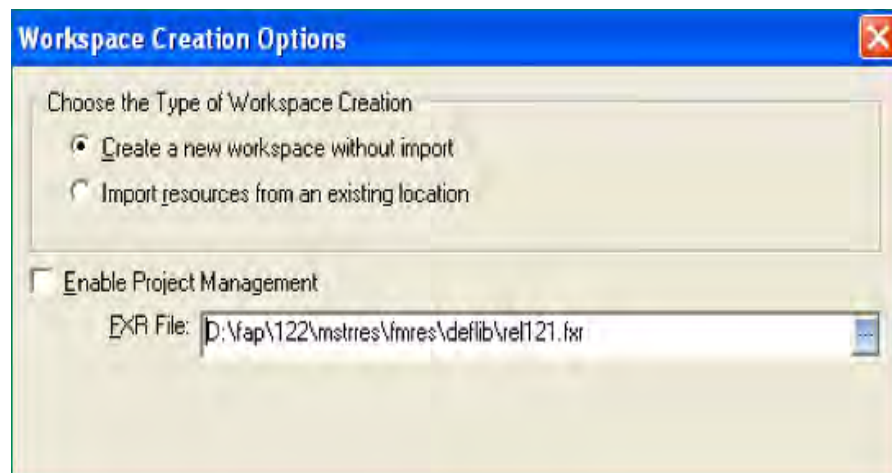 Workspace Creation Options
Choose the Type of Workspace Creation
Create a new workspace without import
Import resources from an existing location
Enable Project Management
FXR File: D:\fap\122\mstrres\fmres\deflib\rel121.fxr ...